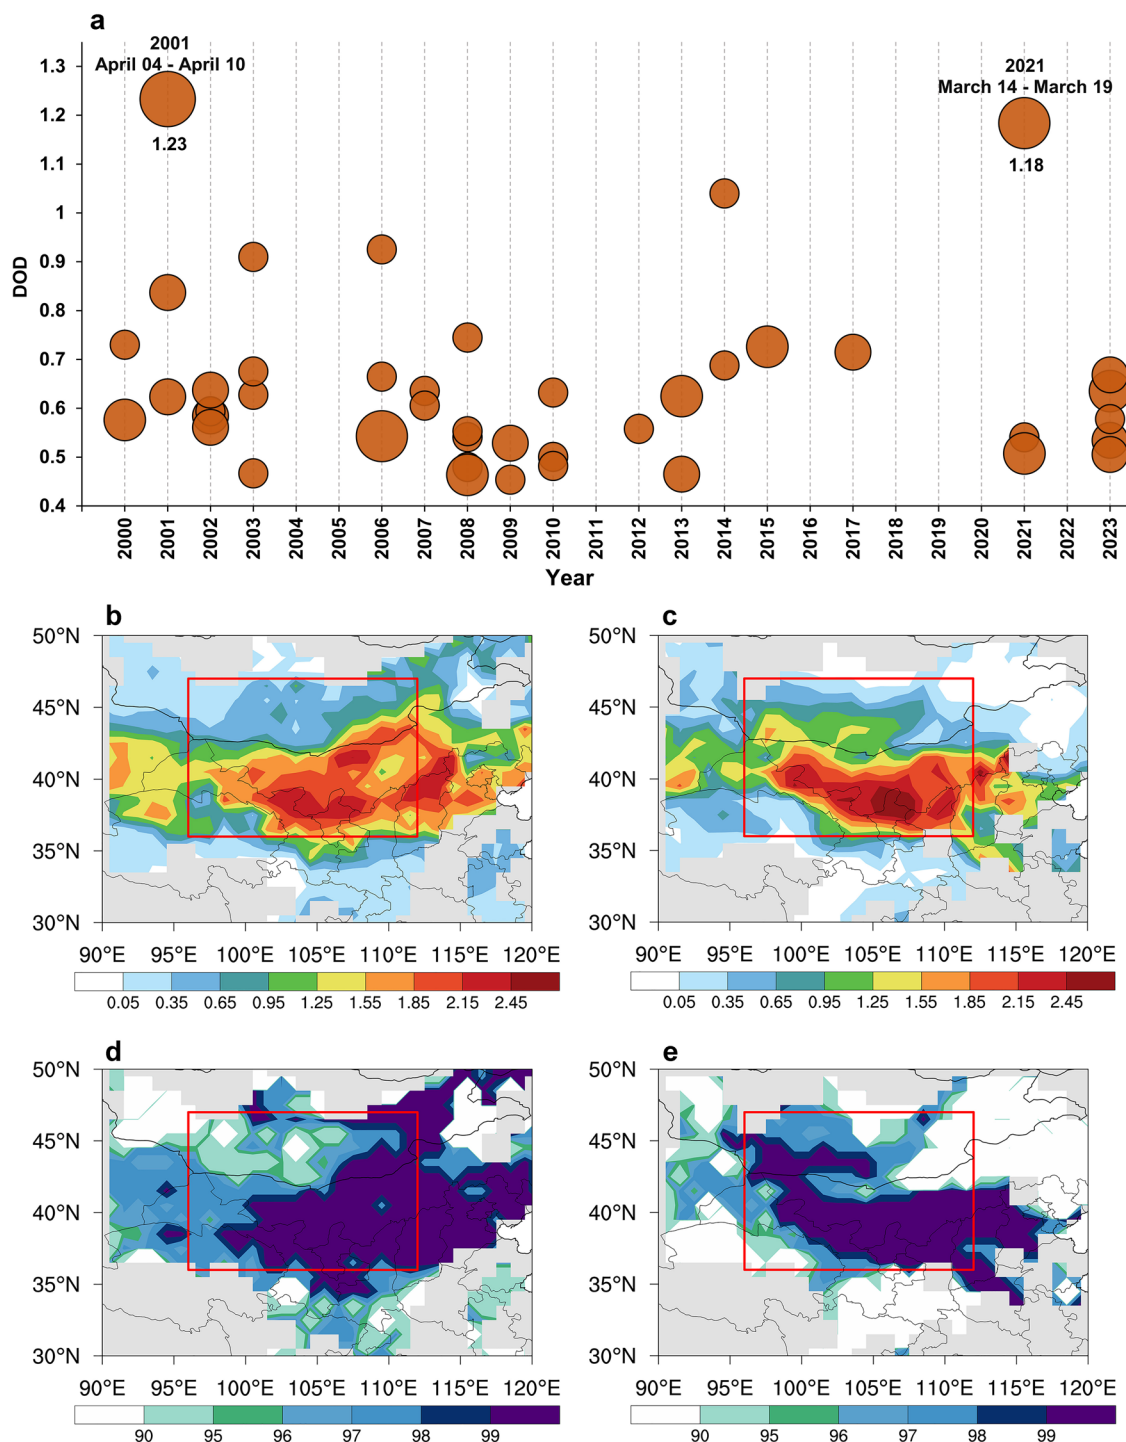 a
2001
April 04 - April 10
1.23
2021
March 14 - March 19
1.18
DOD
1.3
1.2
1.1
1
0.9
0.8
0.7
0.6
0.5
0.4
2000 2001 2002 2003 2004 2005 2006 2007 2008 2009 2010 2011 2012 2013 2014 2015 2016 2017 2018 2019 2020 2021 2022 2023
Year
b
50°N
45°N
40°N
35°N
30°N
90°E 95°E 100°E 105°E 110°E 115°E 120°E
0.05 0.35 0.65 0.95 1.25 1.55 1.85 2.15 2.45
c
50°N
45°N
40°N
35°N
30°N
90°E 95°E 100°E 105°E 110°E 115°E 120°E
0.05 0.35 0.65 0.95 1.25 1.55 1.85 2.15 2.45
d
50°N
45°N
40°N
35°N
30°N
90°E 95°E 100°E 105°E 110°E 115°E 120°E
90 95 96 97 98 99
e
50°N
45°N
40°N
35°N
30°N
90°E 95°E 100°E 105°E 110°E 115°E 120°E
90 95 96 97 98 99